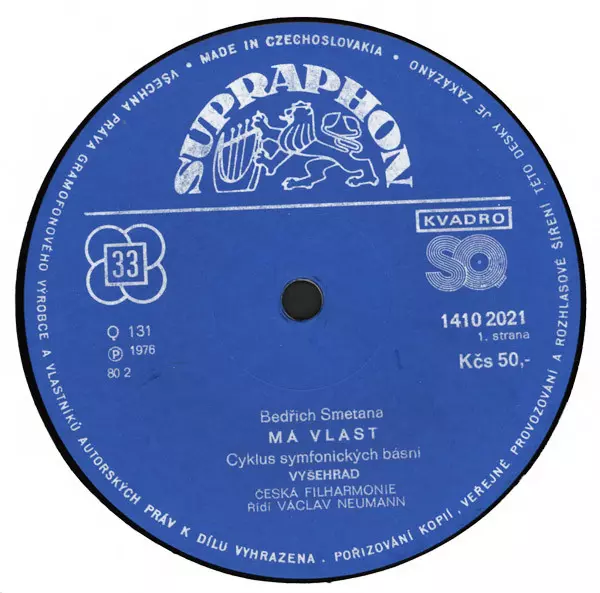 • MADE IN CZECHOSLOVAKIA •
SUPRAPHON
KVADRO
SQ
33
1410 2021
1. strana
Kčs 50,-
Q 131
Ⓟ 1976
80 2
Bedřich Smetana
MÁ VLAST
Cyklus symfonických básní
VYŠEHRAD
ČESKÁ FILHARMONIE
Řídí VÁCLAV NEUMANN
VŠECHNA PRÁVA GRAMOFONOVÉHO VÝROBCE A VLASTNÍKŮ AUTORSKÝCH PRÁV K DÍLU VYHRAZENA. POŘIZOVÁNÍ KOPIÍ, VEŘEJNÉ PROVOZOVÁNÍ A ROZHLASOVÉ ŠÍŘENÍ TÉTO DESKY JE ZAKÁZÁNO